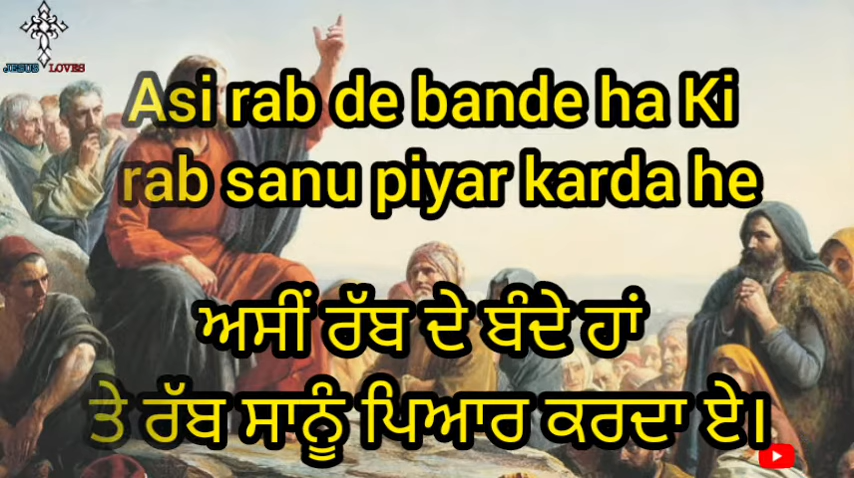 JESUS LOVES
Asi rab de bande ha Ki
rab sanu piyar karda he
ਅਸੀਂ ਰੱਬ ਦੇ ਬੰਦੇ ਹਾਂ
ਤੇ ਰੱਬ ਸਾਨੂੰ ਪਿਆਰ ਕਰਦਾ ਏ।